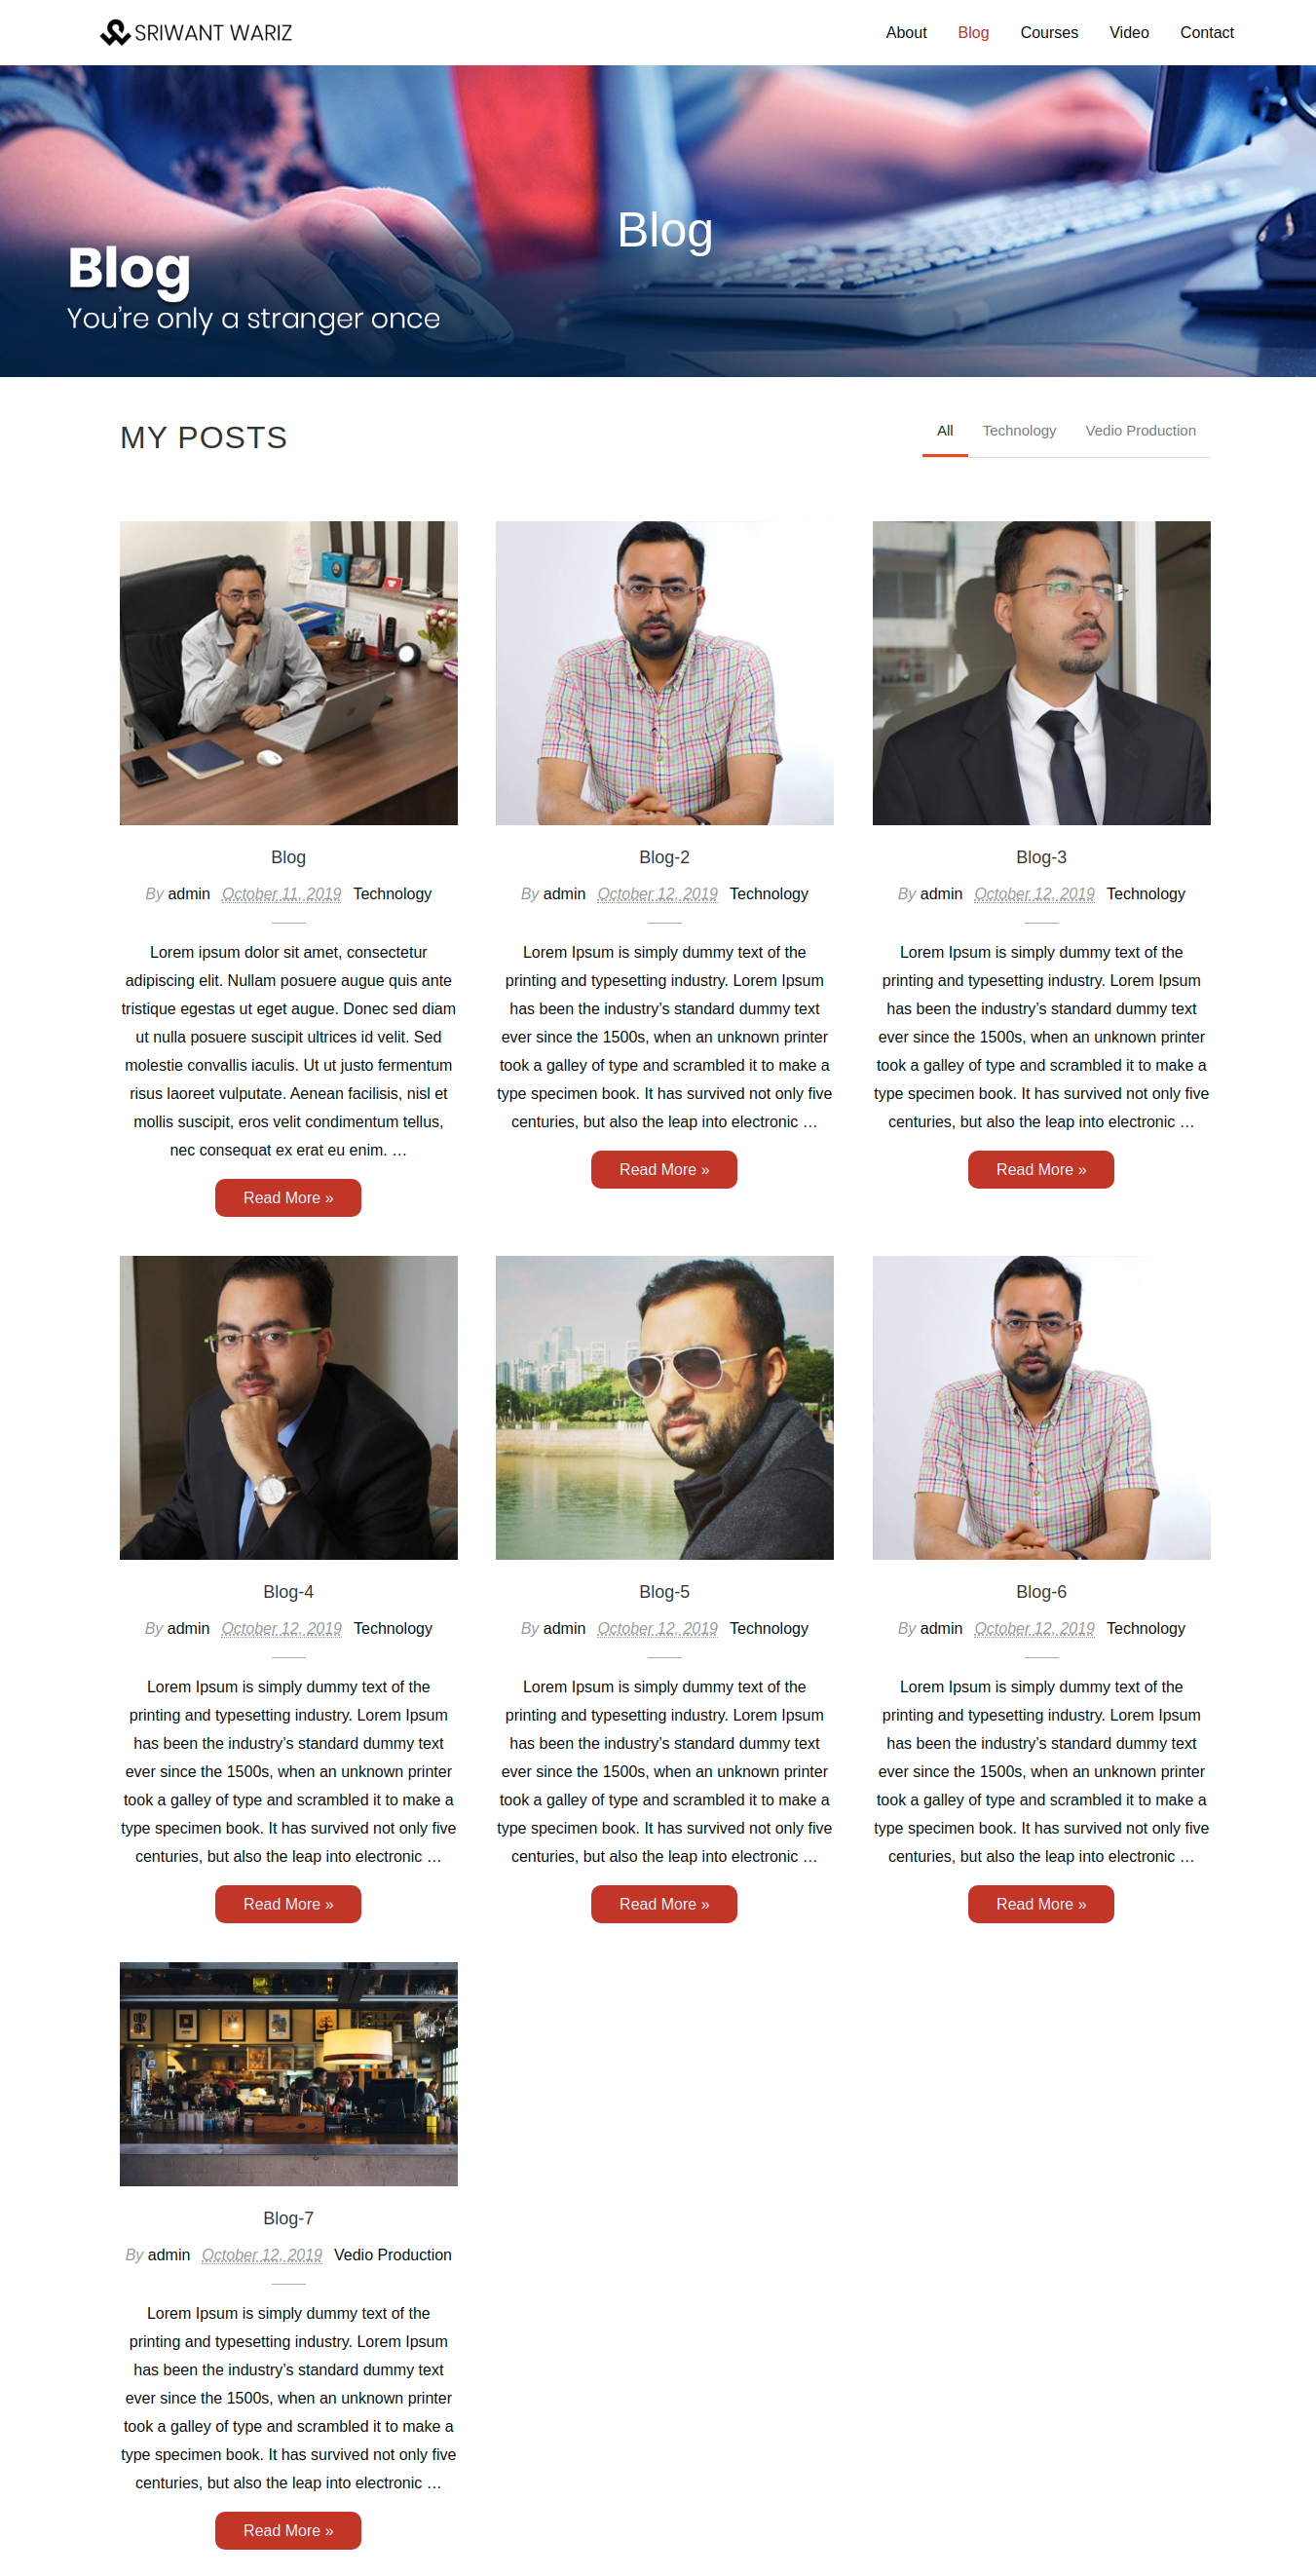 SRIWANT WARIZ
About Blog Courses Video Contact
Blog
Blog
You're only a stranger once
MY POSTS
All Technology Vedio Production
Blog
By admin October 11, 2019 Technology
Lorem ipsum dolor sit amet, consectetur
adipiscing elit. Nullam posuere augue quis ante
tristique egestas ut eget augue. Donec sed diam
ut nulla posuere suscipit ultrices id velit. Sed
molestie convallis iaculis. Ut ut justo fermentum
risus laoreet vulputate. Aenean facilisis, nisl et
mollis suscipit, eros velit condimentum tellus,
nec consequat ex erat eu enim. …
Read More »
Blog-2
By admin October 12, 2019 Technology
Lorem Ipsum is simply dummy text of the
printing and typesetting industry. Lorem Ipsum
has been the industry’s standard dummy text
ever since the 1500s, when an unknown printer
took a galley of type and scrambled it to make a
type specimen book. It has survived not only five
centuries, but also the leap into electronic …
Read More »
Blog-3
By admin October 12, 2019 Technology
Lorem Ipsum is simply dummy text of the
printing and typesetting industry. Lorem Ipsum
has been the industry’s standard dummy text
ever since the 1500s, when an unknown printer
took a galley of type and scrambled it to make a
type specimen book. It has survived not only five
centuries, but also the leap into electronic …
Read More »
Blog-4
By admin October 12, 2019 Technology
Lorem Ipsum is simply dummy text of the
printing and typesetting industry. Lorem Ipsum
has been the industry’s standard dummy text
ever since the 1500s, when an unknown printer
took a galley of type and scrambled it to make a
type specimen book. It has survived not only five
centuries, but also the leap into electronic …
Read More »
Blog-5
By admin October 12, 2019 Technology
Lorem Ipsum is simply dummy text of the
printing and typesetting industry. Lorem Ipsum
has been the industry’s standard dummy text
ever since the 1500s, when an unknown printer
took a galley of type and scrambled it to make a
type specimen book. It has survived not only five
centuries, but also the leap into electronic …
Read More »
Blog-6
By admin October 12, 2019 Technology
Lorem Ipsum is simply dummy text of the
printing and typesetting industry. Lorem Ipsum
has been the industry’s standard dummy text
ever since the 1500s, when an unknown printer
took a galley of type and scrambled it to make a
type specimen book. It has survived not only five
centuries, but also the leap into electronic …
Read More »
Blog-7
By admin October 12, 2019 Vedio Production
Lorem Ipsum is simply dummy text of the
printing and typesetting industry. Lorem Ipsum
has been the industry’s standard dummy text
ever since the 1500s, when an unknown printer
took a galley of type and scrambled it to make a
type specimen book. It has survived not only five
centuries, but also the leap into electronic …
Read More »